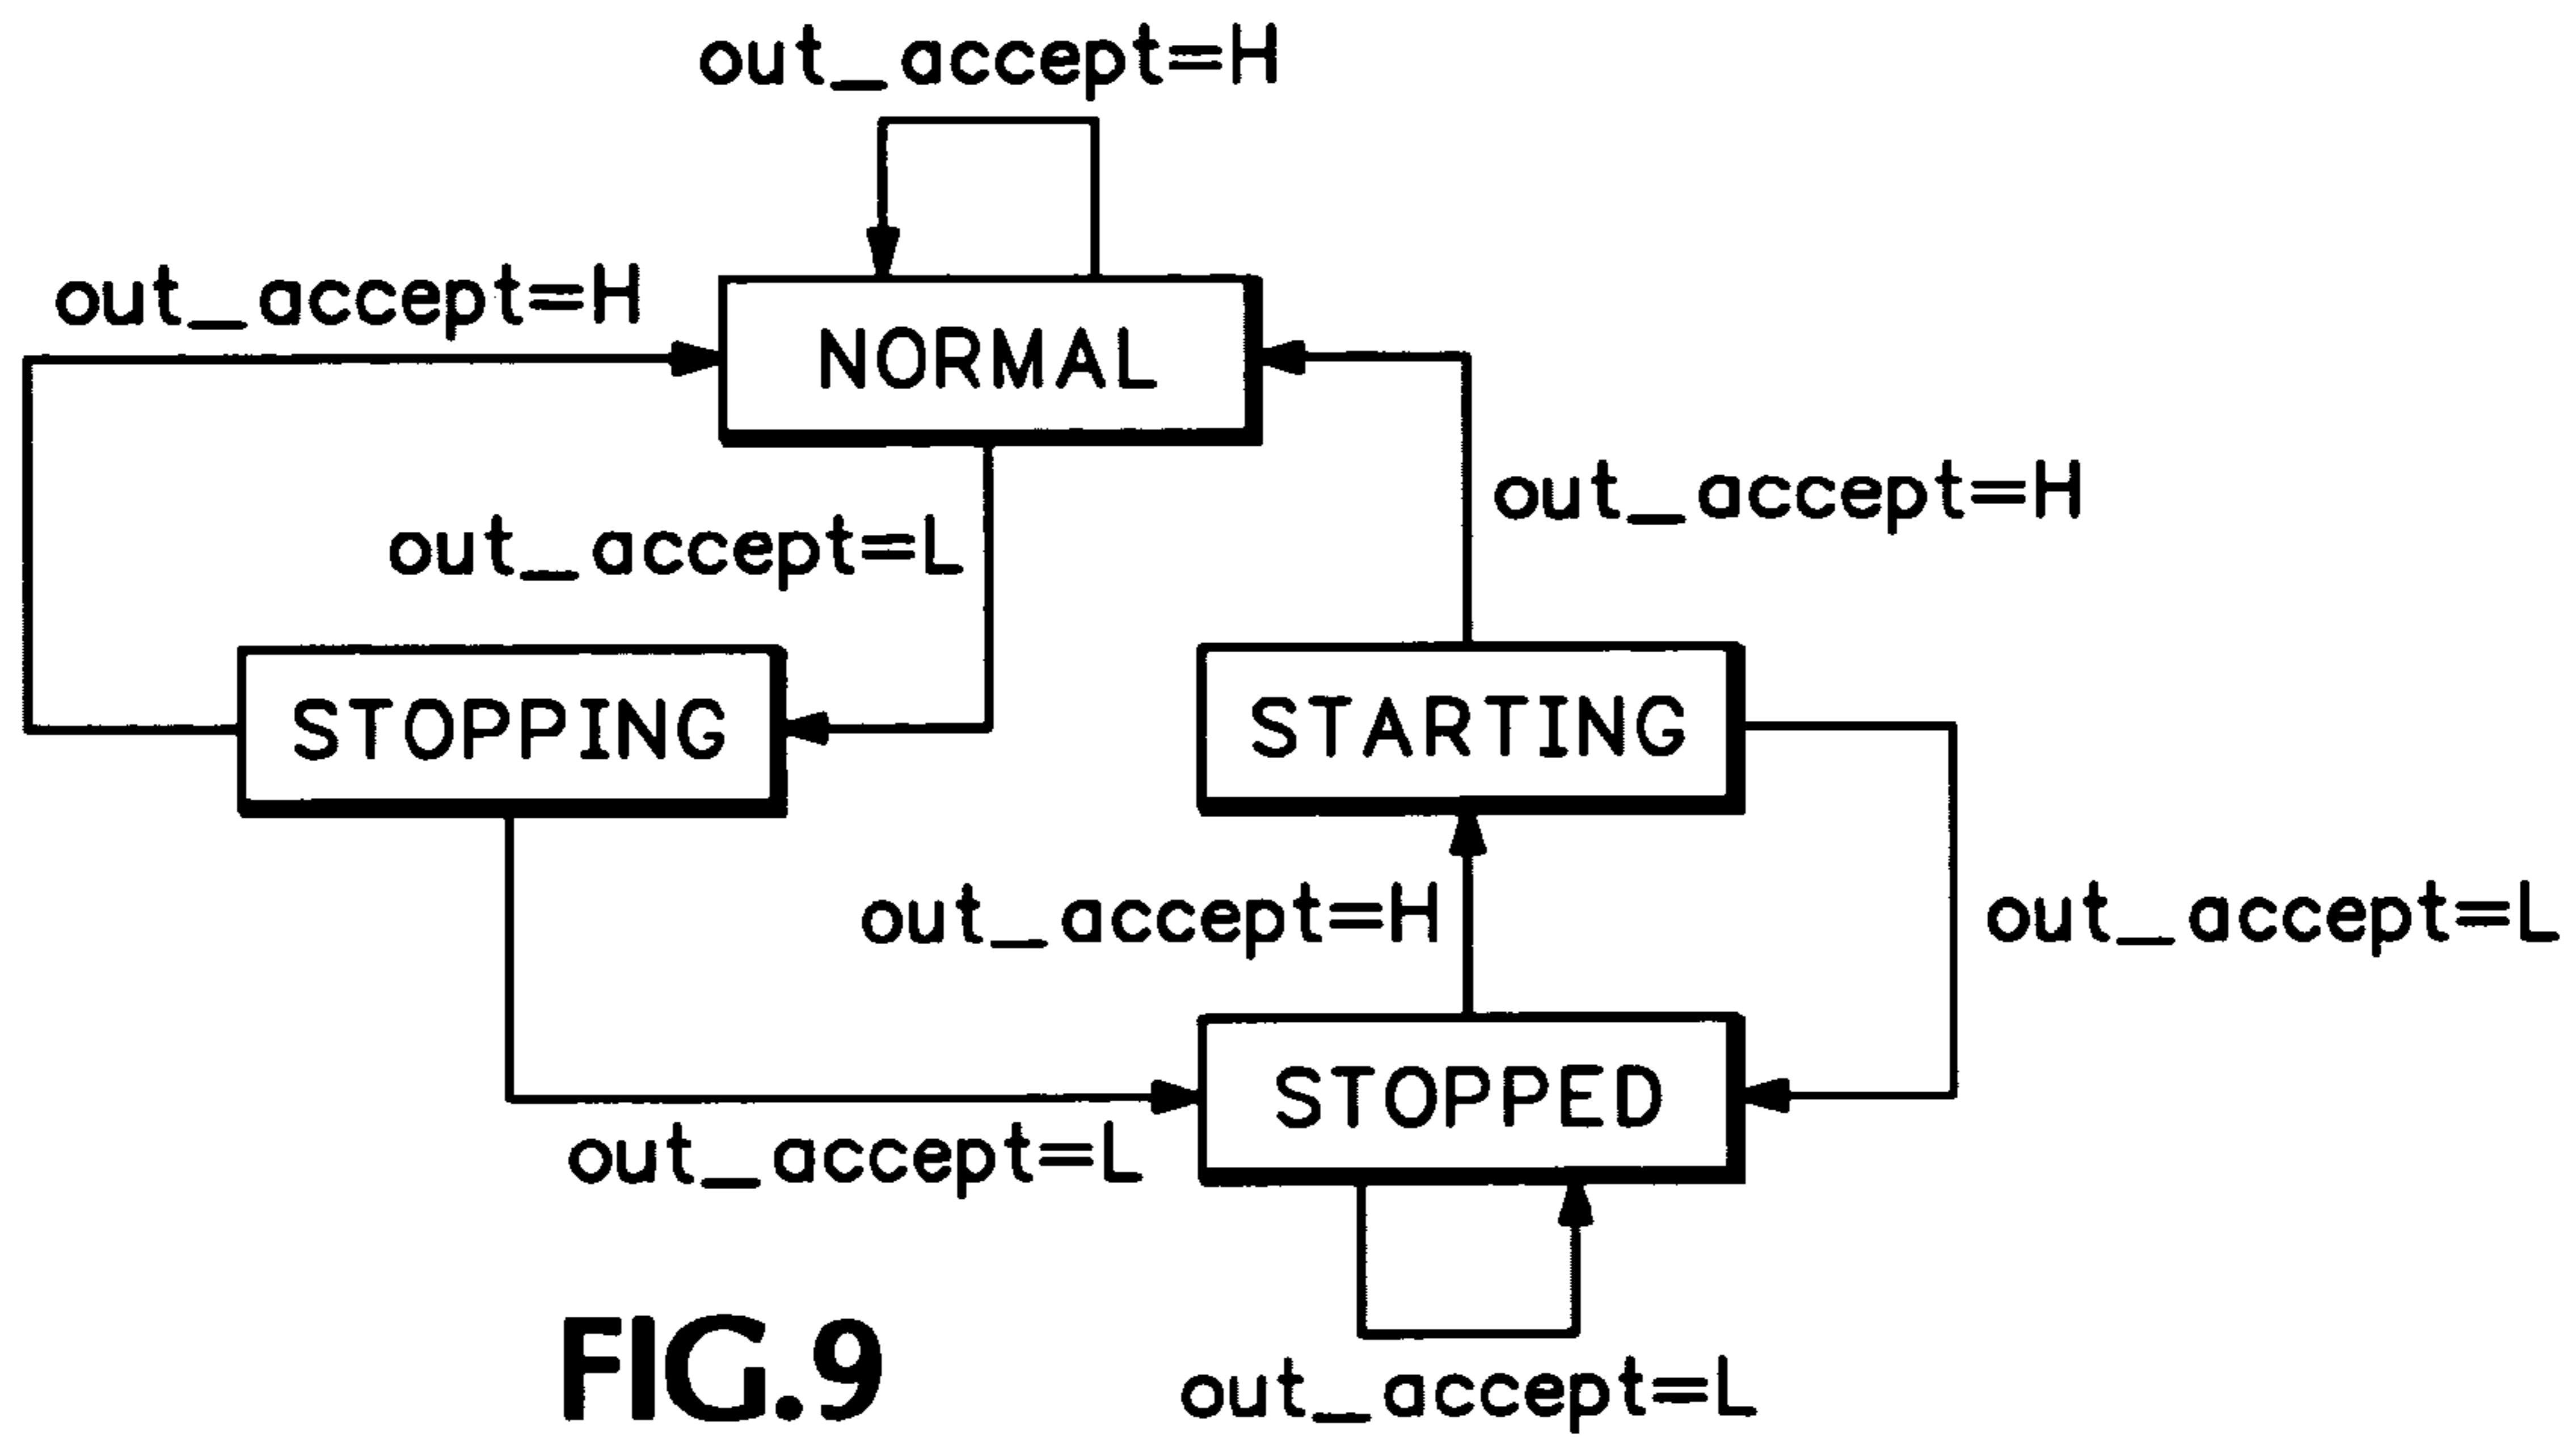 out_accept=H
out_accept=H
NORMAL
out_accept=H
out_accept=L
STOPPING
STARTING
out_accept=H
out_accept=L
STOPPED
out_accept=L
FIG.9
out_accept=L